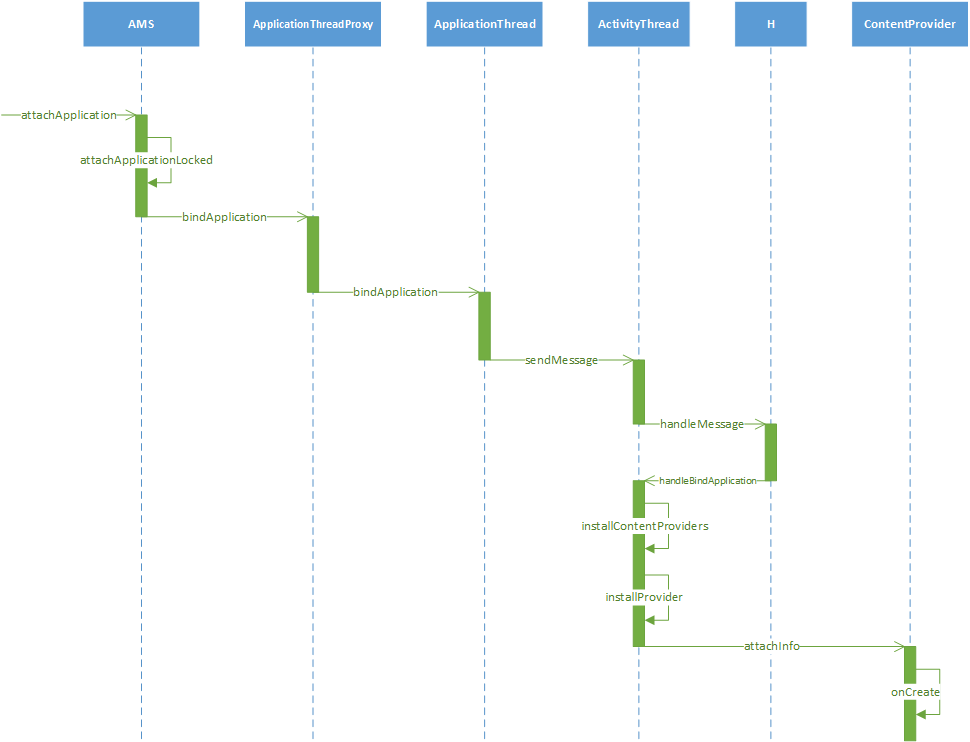 AMS
ApplicationThreadProxy
ApplicationThread
ActivityThread
H
ContentProvider
attachApplication
attachApplicationLocked
bindApplication
bindApplication
sendMessage
handleMessage
handleBindApplication
installContentProviders
installProvider
attachInfo
onCreate